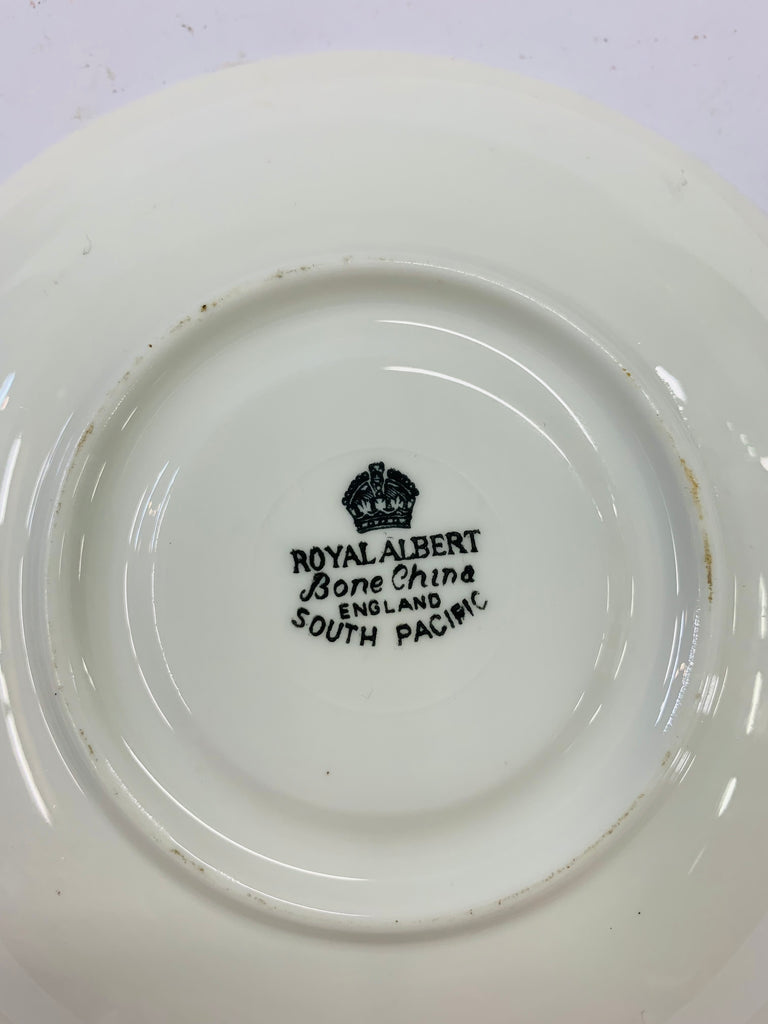 ROYAL ALBERT
Bone China
ENGLAND
SOUTH PACIFIC